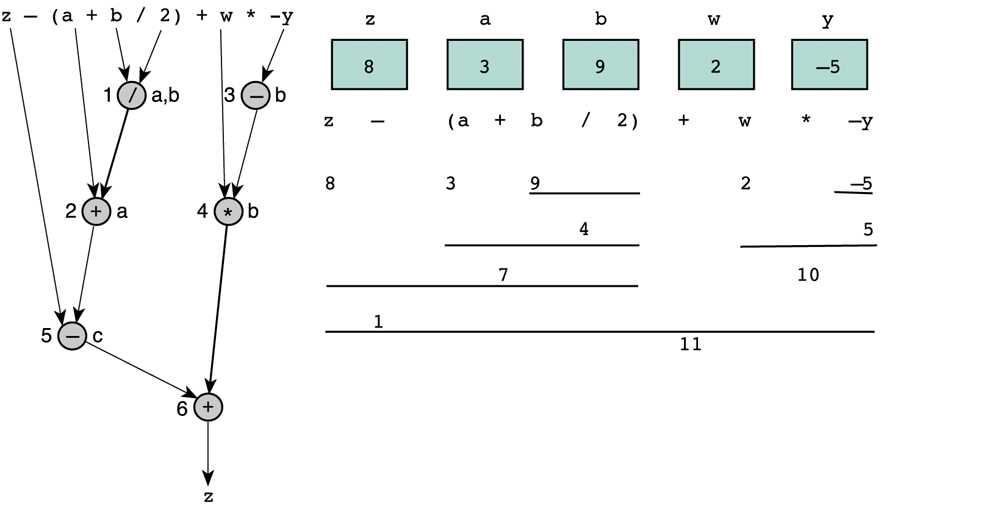 z – (a + b / 2) + w * -y
1 / a,b
3 – b
2 + a
4 * b
5 – c
6 +
z
z a b w y
8 3 9 2 –5
z – (a + b / 2) + w * –y
8 3 9 2 –5
4 5
7 10
1
11